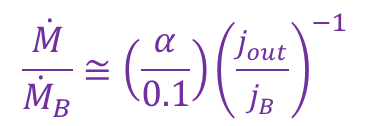 Ṁ/Ṁ_B ≅ (α/0.1)(j_out/j_B)^−1